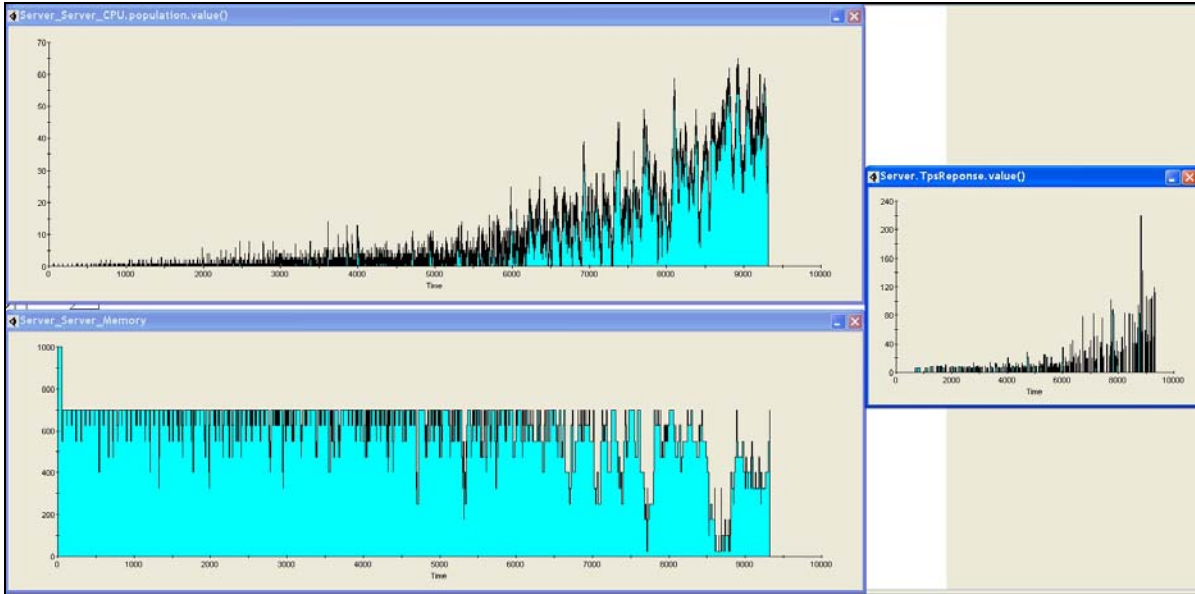 Server_Server_CPU.population.value()
70
60
50
40
30
20
10
0
0 1000 2000 3000 4000 5000 6000 7000 8000 9000 10000
Time
Server_Server_Memory
1000
800
600
400
200
0
0 1000 2000 3000 4000 5000 6000 7000 8000 9000 10000
Time
Server.TpsReponse.value()
240
200
160
120
80
40
0
0 2000 4000 6000 8000 10000
Time